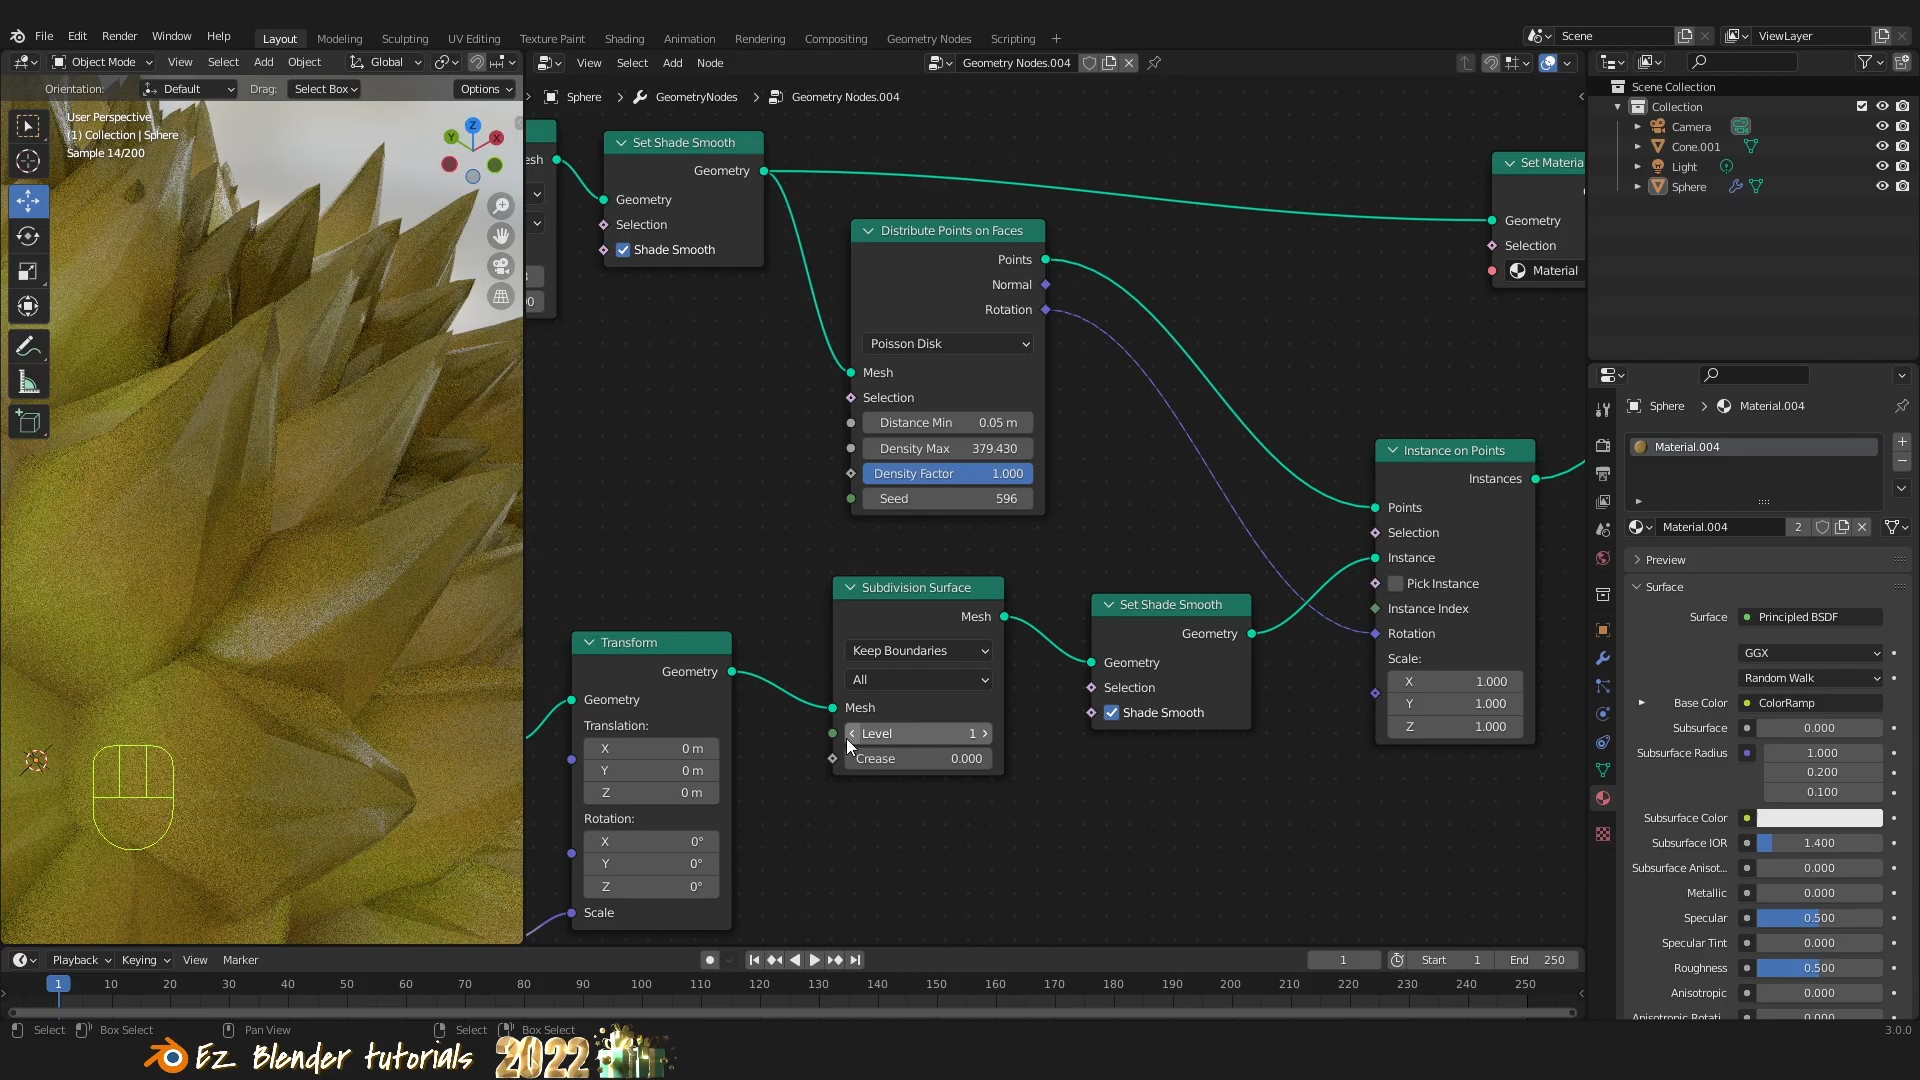 File Edit Render Window Help Layout Modeling Sculpting UV Editing Texture Paint Shading Animation Rendering Compositing Geometry Nodes Scripting + Scene ViewLayer
Object Mode View Select Add Object Global View Select Add Node Geometry Nodes.004
Orientation: Default Drag: Select Box Options Sphere GeometryNodes Geometry Nodes.004
User Perspective
(1) Collection | Sphere
Sample 14/200
Z
Y
X
Scene Collection
Collection
Camera
Cone.001
Light
Sphere
esh
Set Shade Smooth
Geometry
Geometry
Selection
Shade Smooth
Distribute Points on Faces
Points
Normal
Rotation
Poisson Disk
Mesh
Selection
Distance Min 0.05 m
Density Max 379.430
Density Factor 1.000
Seed 596
Set Materia
Geometry
Selection
Material
Instance on Points
Instances
Points
Selection
Instance
Pick Instance
Instance Index
Rotation
Scale:
X 1.000
Y 1.000
Z 1.000
Transform
Geometry
Geometry
Translation:
X 0 m
Y 0 m
Z 0 m
Rotation:
X 0°
Y 0°
Z 0°
Scale
Subdivision Surface
Mesh
Keep Boundaries
All
Mesh
Level 1
Crease 0.000
Set Shade Smooth
Geometry
Geometry
Selection
Shade Smooth
Sphere Material.004
Material.004
Material.004 2
Preview
Surface
Surface Principled BSDF
GGX
Random Walk
Base Color ColorRamp
Subsurface 0.000
Subsurface Radius 1.000
0.200
0.100
Subsurface Color
Subsurface IOR 1.400
Subsurface Anisot... 0.000
Metallic 0.000
Specular 0.500
Specular Tint 0.000
Roughness 0.500
Anisotropic 0.000
Anisotropic Rotati... 0.000
Playback Keying View Marker 1 Start 1 End 250
1 10 20 30 40 50 60 70 80 90 100 110 120 130 140 150 160 170 180 190 200 210 220 230 240 250
Select Box Select Pan View Select Box Select 3.0.0
Ez Blender tutorials 2022